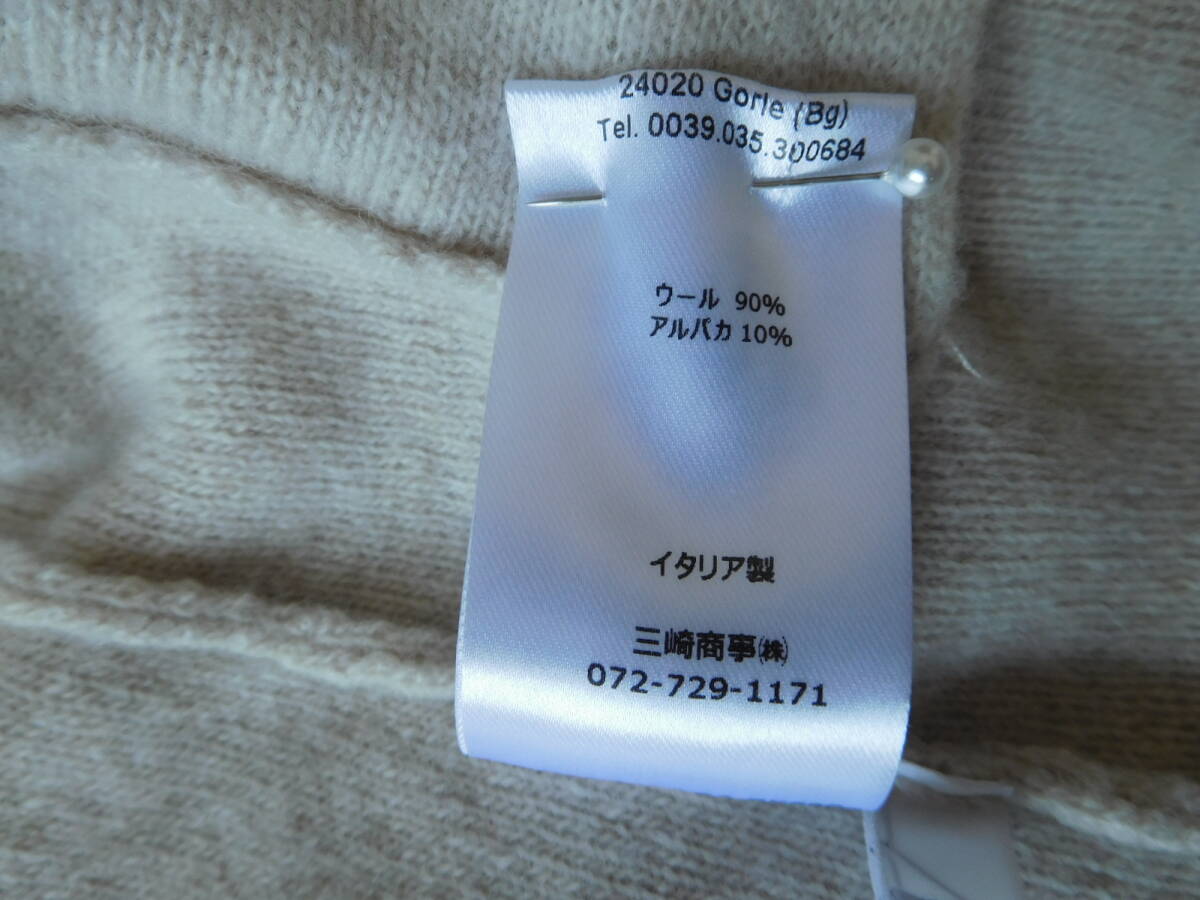 24020 Gorle (Bg)
Tel. 0039.035.300684
ウール 90%
アルパカ 10%
イタリア製
三崎商事㈱
072-729-1171